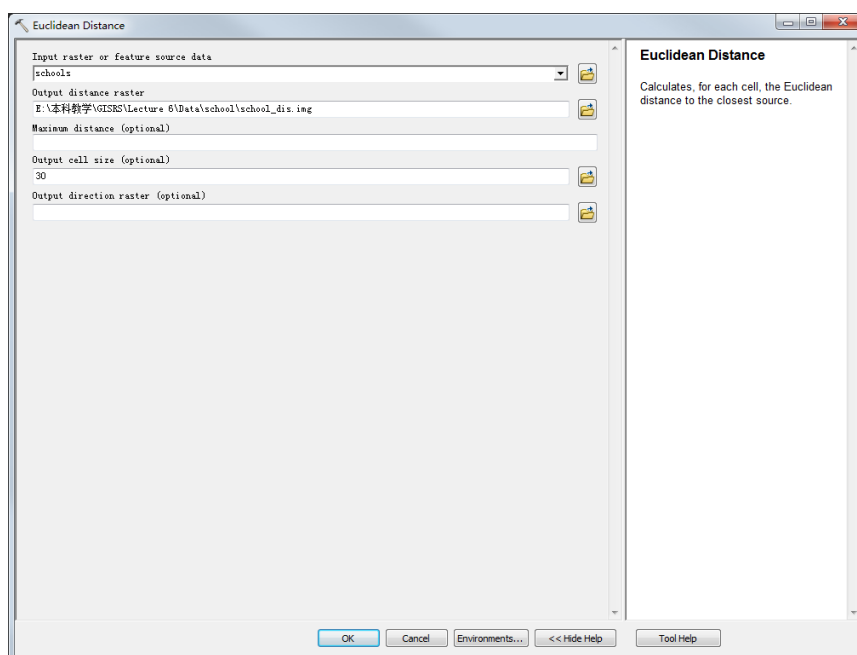 Euclidean Distance
Input raster or feature source data
schools
Output distance raster
E:\本科教学\GISRS\Lecture 6\Data\school\school_dis.img
Maximum distance (optional)
Output cell size (optional)
30
Output direction raster (optional)
Euclidean Distance
Calculates, for each cell, the Euclidean
distance to the closest source.
OK
Cancel
Environments...
<< Hide Help
Tool Help